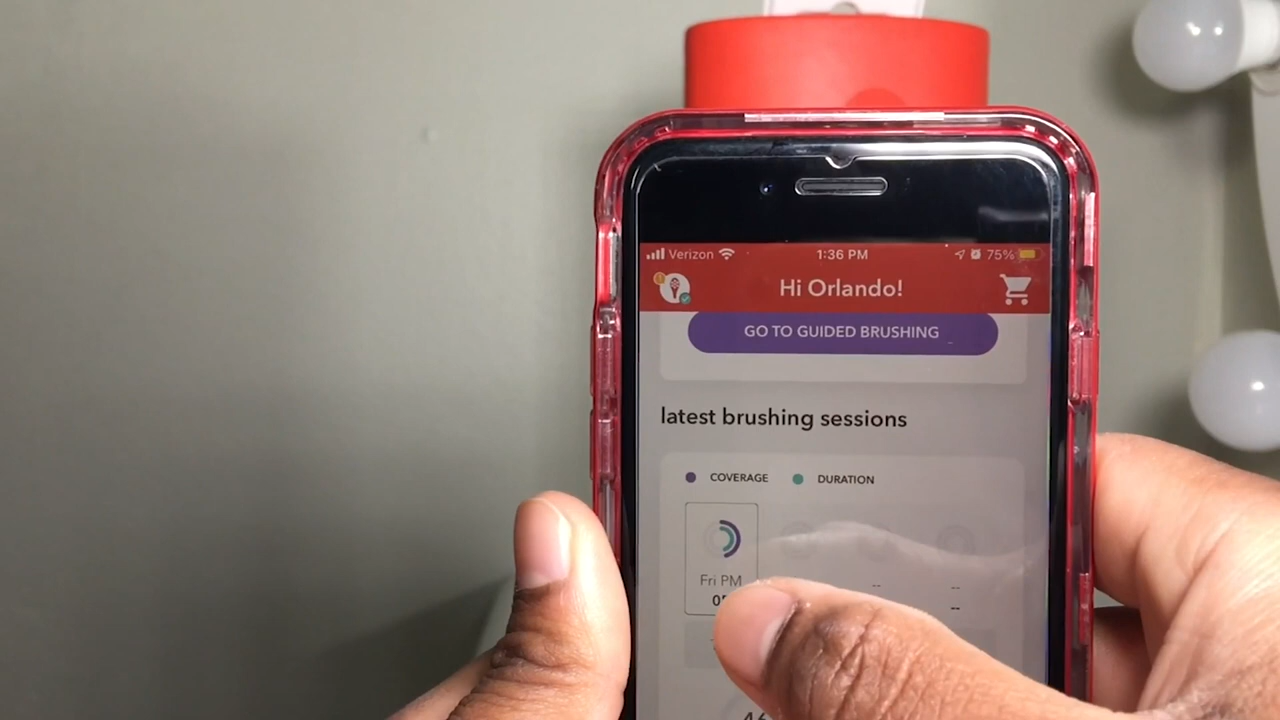 Verizon 1:36 PM 75%
Hi Orlando!
GO TO GUIDED BRUSHING
latest brushing sessions
COVERAGE DURATION
Fri PM
-- --
--